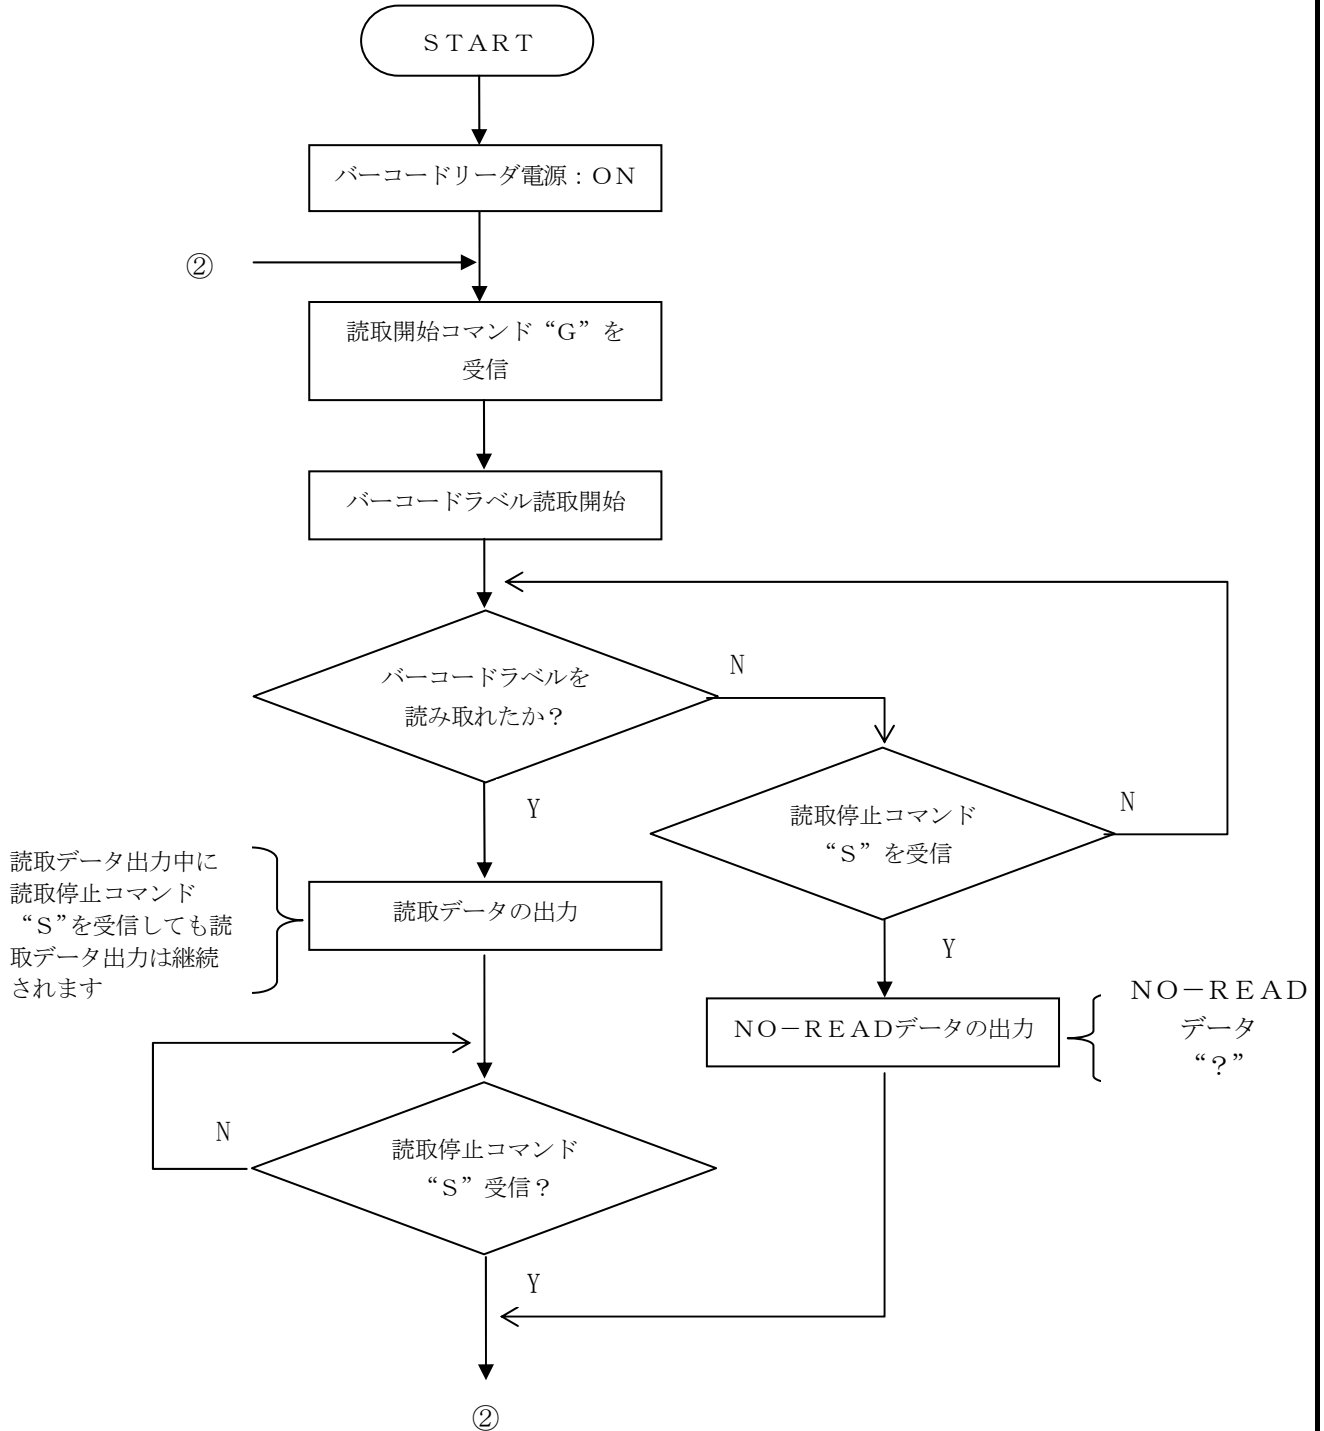 ＳＴＡＲＴ
バーコードリーダ電源：ＯＮ
②
読取開始コマンド“G”を
受信
バーコードラベル読取開始
バーコードラベルを
読み取れたか？
N
Y
読取停止コマンド
“S”を受信
N
Y
読取データ出力中に
読取停止コマンド
“S”を受信しても読
取データ出力は継続
されます
読取データの出力
ＮＯ－ＲＥＡＤデータの出力
ＮＯ－ＲＥＡＤ
データ
“？”
N
読取停止コマンド
“S”受信？
Y
②